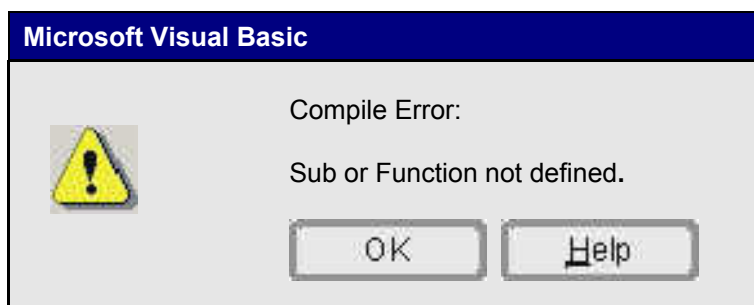 Microsoft Visual Basic
Compile Error:
Sub or Function not defined.
OK
Help